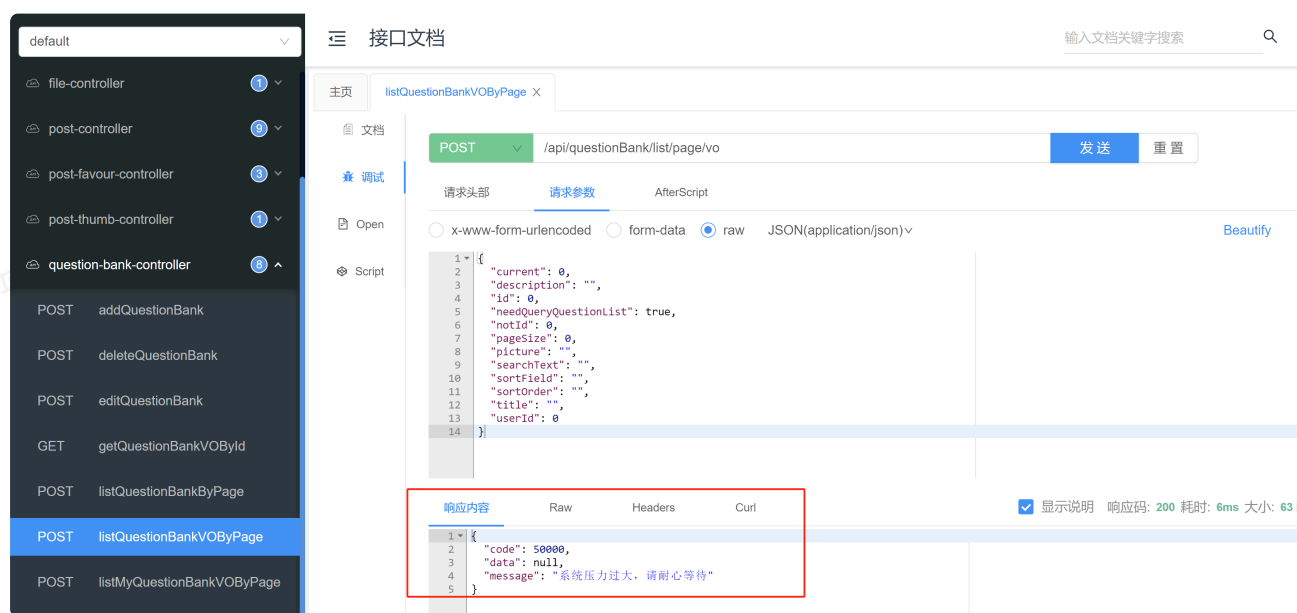 default
接口文档
输入文档关键字搜索
file-controller 1
主页
listQuestionBankVOByPage
post-controller 9
post-favour-controller 3
post-thumb-controller 1
question-bank-controller 8
POST addQuestionBank
POST deleteQuestionBank
POST editQuestionBank
GET getQuestionBankVOById
POST listQuestionBankByPage
POST listQuestionBankVOByPage
POST listMyQuestionBankVOByPage
文档
调试
Open
Script
POST /api/questionBank/list/page/vo 发送 重置
请求头部 请求参数 AfterScript
x-www-form-urlencoded form-data raw JSON(application/json) Beautify
1 {
2 "current": 0,
3 "description": "",
4 "id": 0,
5 "needQueryQuestionList": true,
6 "notId": 0,
7 "pageSize": 0,
8 "picture": "",
9 "searchText": "",
10 "sortField": "",
11 "sortOrder": "",
12 "title": "",
13 "userId": 0
14 }
响应内容 Raw Headers Curl 显示说明 响应码: 200 耗时: 6ms 大小: 63
1 {
2 "code": 50000,
3 "data": null,
4 "message": "系统压力过大，请耐心等待"
5 }